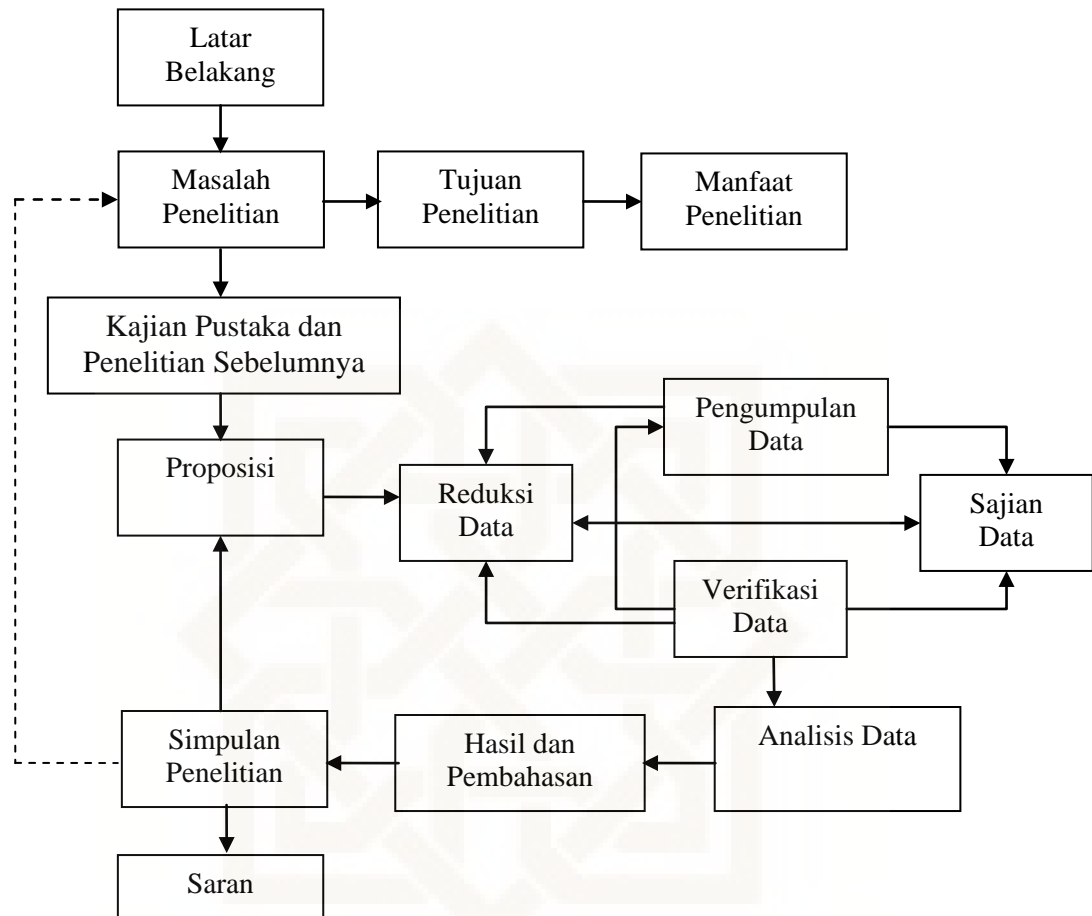 Latar
Belakang
Masalah
Penelitian
Tujuan
Penelitian
Manfaat
Penelitian
Kajian Pustaka dan
Penelitian Sebelumnya
Pengumpulan
Data
Proposisi
Reduksi
Data
Sajian
Data
Verifikasi
Data
Simpulan
Penelitian
Hasil dan
Pembahasan
Analisis Data
Saran